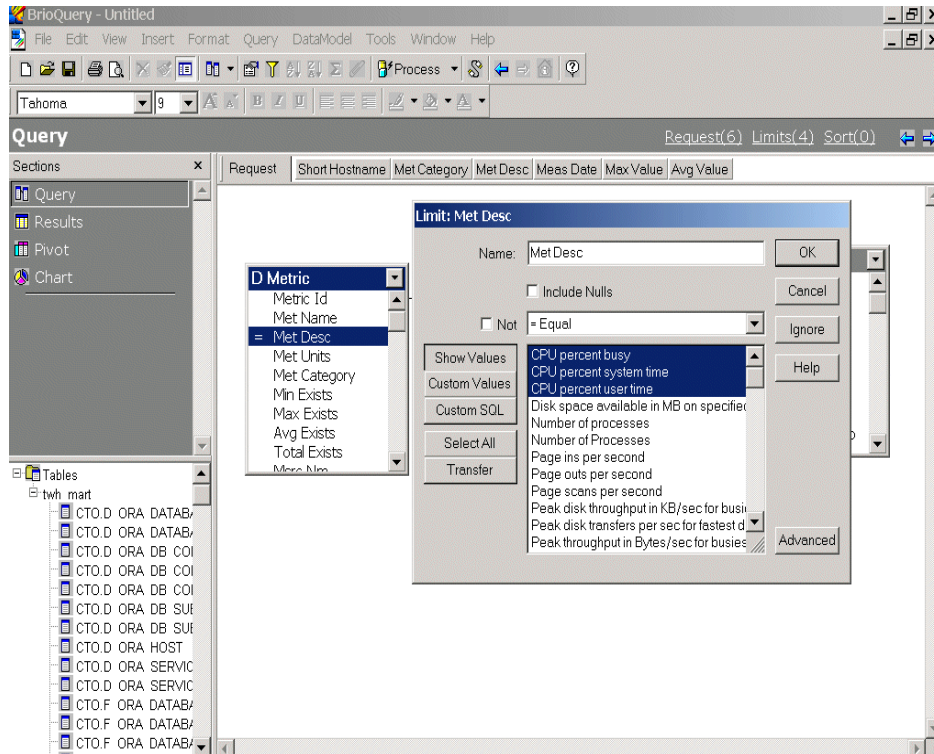 BrioQuery - Untitled
File Edit View Insert Format Query DataModel Tools Window Help
Process
Tahoma 9
Query Request(6) Limits(4) Sort(0)
Sections x
Request Short Hostname Met Category Met Desc Meas Date Max Value Avg Value
Query
Results
Pivot
Chart
D Metric
Metric Id
Met Name
= Met Desc
Met Units
Met Category
Min Exists
Max Exists
Avg Exists
Total Exists
Limit: Met Desc
Name: Met Desc
Include Nulls
Not = Equal
Show Values
Custom Values
Custom SQL
Select All
Transfer
CPU percent busy
CPU percent system time
CPU percent user time
Disk space available in MB on specified
Number of processes
Number of Processes
Page ins per second
Page outs per second
Page scans per second
Peak disk throughput in KB/sec for busi
Peak disk transfers per sec for fastest d
Peak throughput in Bytes/sec for busies
OK
Cancel
Ignore
Help
Advanced
Tables
twh mart
CTO.D ORA DATABA
CTO.D ORA DATABA
CTO.D ORA DB COI
CTO.D ORA DB COI
CTO.D ORA DB COI
CTO.D ORA DB SUB
CTO.D ORA DB SUB
CTO.D ORA HOST
CTO.D ORA SERVIC
CTO.D ORA SERVIC
CTO.F ORA DATABA
CTO.F ORA DATABA
CTO.F ORA DATABA